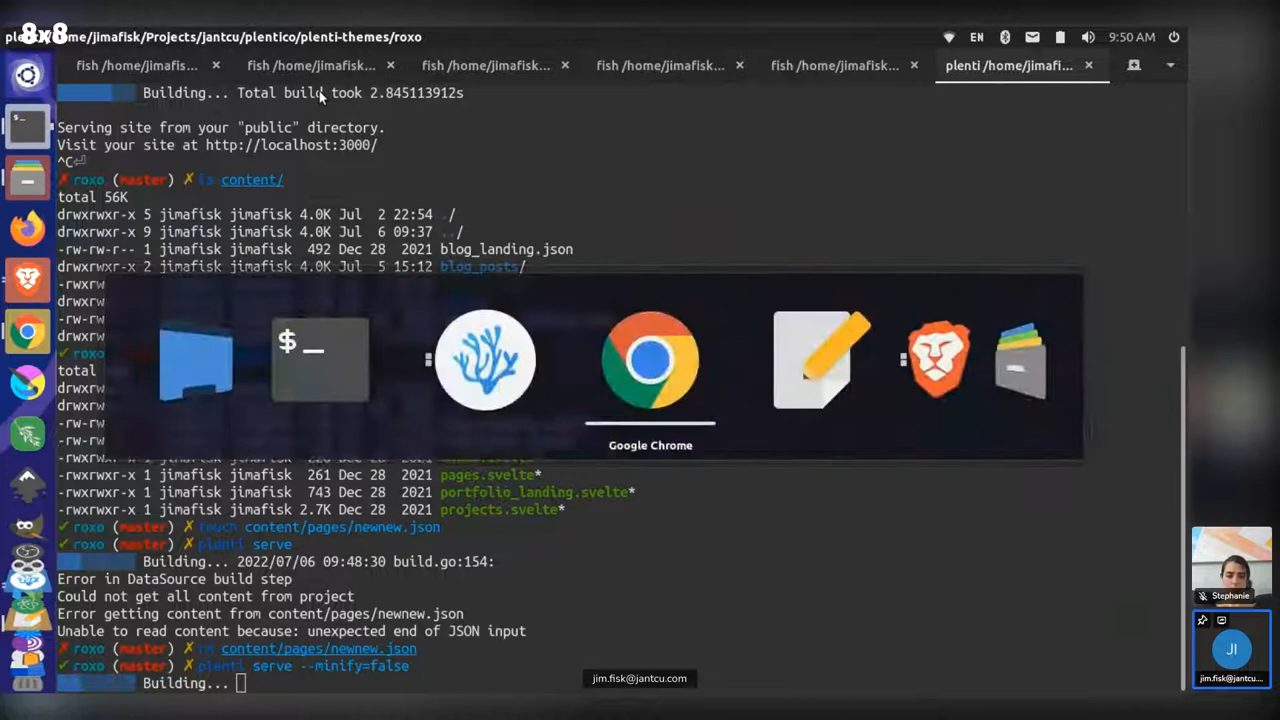 8x8
/home/jimafisk/Projects/jantcu/plentico/plenti-themes/roxo
EN
9:50 AM
fish /home/jimafis... ×
fish /home/jimafisk... ×
fish /home/jimafisk... ×
fish /home/jimafisk... ×
fish /home/jimafisk... ×
plenti /home/jimafi... ×
Building... Total build took 2.845113912s
Serving site from your "public" directory.
Visit your site at http://localhost:3000/
^C⏎
✗ roxo (master) ✗ la content/
total 56K
drwxrwxr-x 5 jimafisk jimafisk 4.0K Jul 2 22:54 ./
drwxrwxr-x 9 jimafisk jimafisk 4.0K Jul 6 09:37 ../
-rw-rw-r-- 1 jimafisk jimafisk 492 Dec 28 2021 blog_landing.json
drwxrwxr-x 2 jimafisk jimafisk 4.0K Jul 5 15:12 blog_posts/
-rwxrw
drwxrw
-rw-rw
drwxrw
✓ roxo
total
drwxrw
drwxrw
-rw-rw
-rw-rw
-rwxrw
$ _
Google Chrome
-rwxrwxr-x 1 jimafisk jimafisk 261 Dec 28 2021 pages.svelte*
-rwxrwxr-x 1 jimafisk jimafisk 743 Dec 28 2021 portfolio_landing.svelte*
-rwxrwxr-x 1 jimafisk jimafisk 2.7K Dec 28 2021 projects.svelte*
✓ roxo (master) ✗ touch content/pages/newnew.json
✓ roxo (master) ✗ plenti serve
Building... 2022/07/06 09:48:30 build.go:154:
Error in DataSource build step
Could not get all content from project
Error getting content from content/pages/newnew.json
Unable to read content because: unexpected end of JSON input
✗ roxo (master) ✗ rm content/pages/newnew.json
✓ roxo (master) ✗ plenti serve --minify=false
Building...
Stephanie
JI
jim.fisk@jantcu....
jim.fisk@jantcu.com